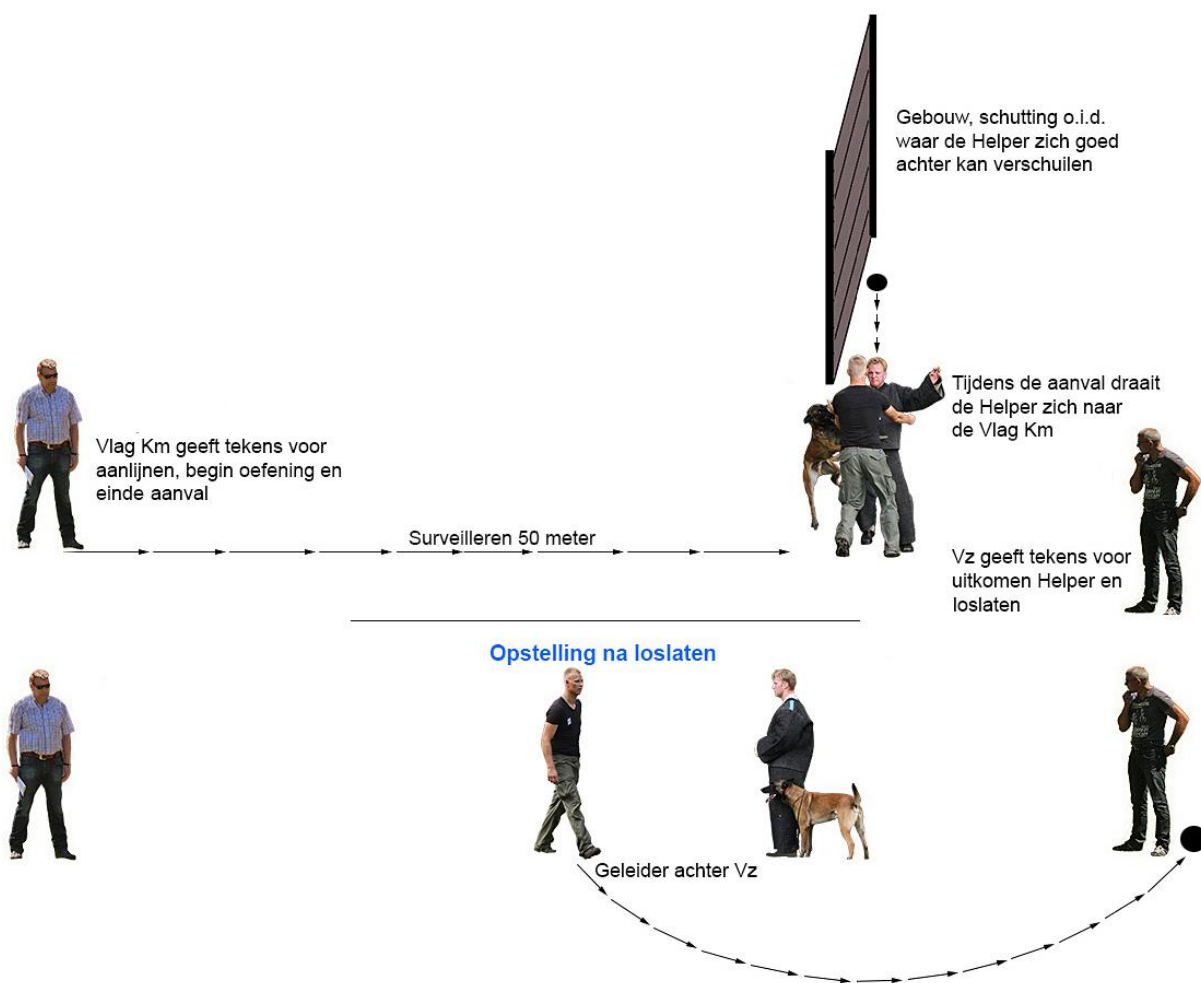 Gebouw, schutting o.i.d.
waar de Helper zich goed
achter kan verschuilen
Tijdens de aanval draait
de Helper zich naar
de Vlag Km
Vlag Km geeft tekens voor
aanlijnen, begin oefening en
einde aanval
Surveilleren 50 meter
Vz geeft tekens voor
uitkomen Helper en
loslaten
Opstelling na loslaten
Geleider achter Vz